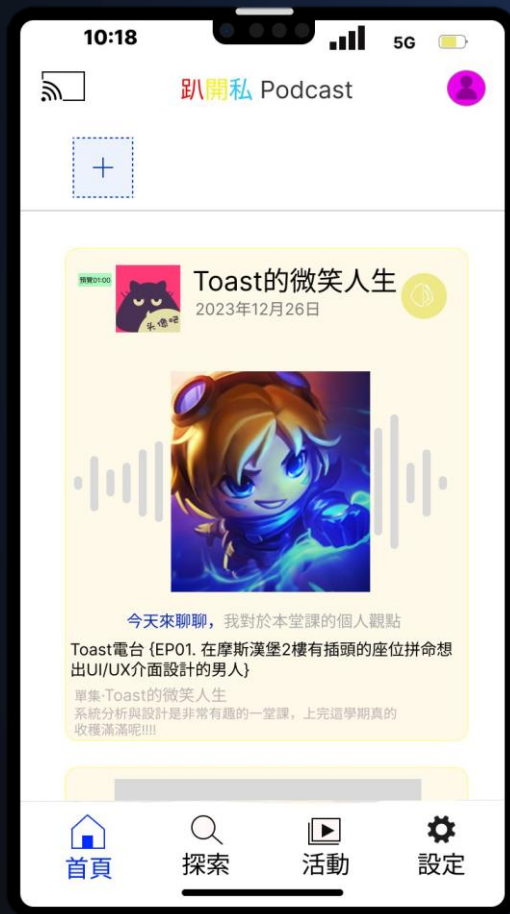 10:18
5G
趴開私 Podcast
預覽01:00
头像吧
Toast的微笑人生
2023年12月26日
今天來聊聊，我對於本堂課的個人觀點
Toast電台 {EP01. 在摩斯漢堡2樓有插頭的座位拼命想
出UI/UX介面設計的男人}
單集·Toast的微笑人生
系統分析與設計是非常有趣的一堂課，上完這學期真的
收穫滿滿呢!!!!
首頁
探索
活動
設定